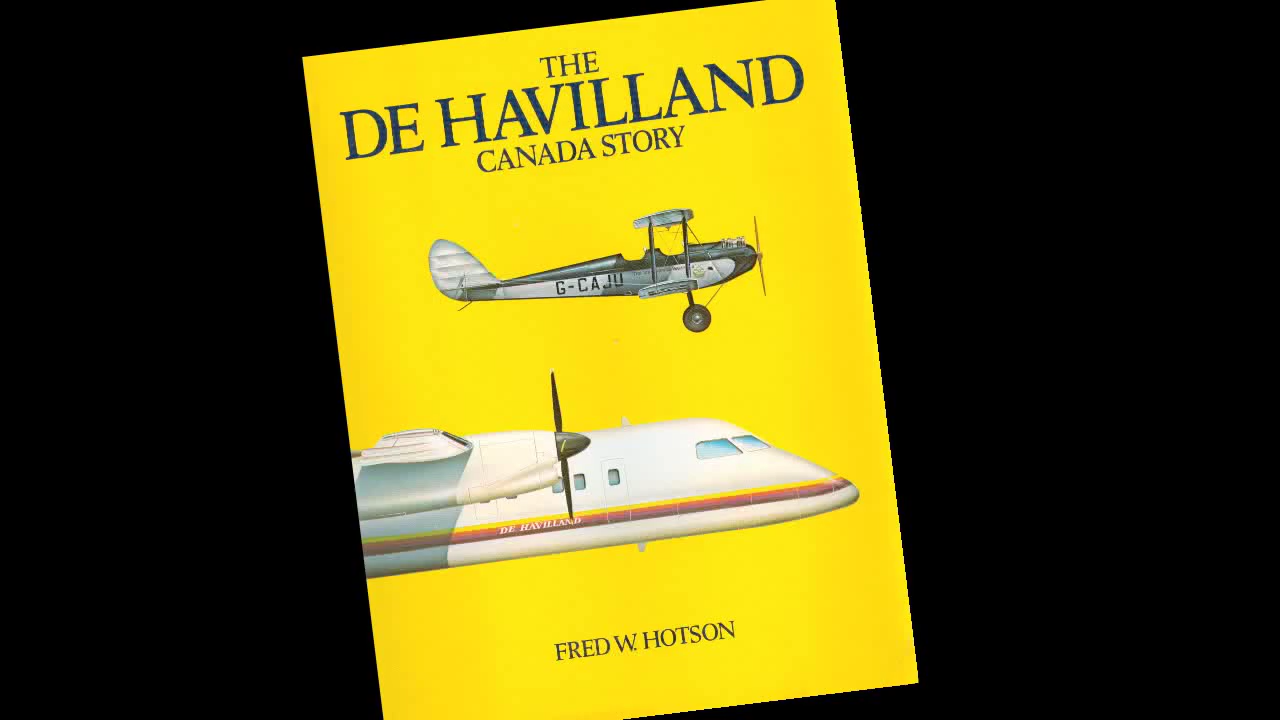 THE
DE HAVILLAND
CANADA STORY
G-CAJU
DE HAVILLAND
FRED W. HOTSON